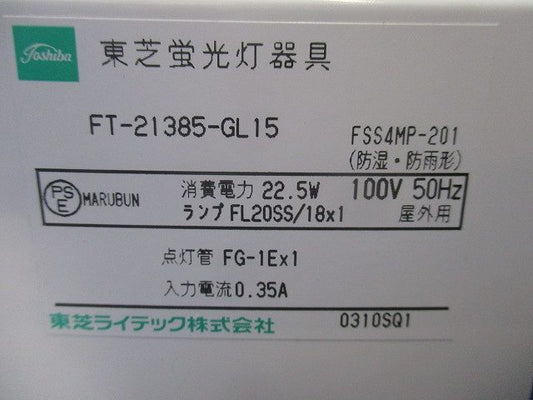 Toshiba 東芝蛍光灯器具
FT-21385-GL15
FSS4MP-201
(防湿・防雨形)
PSE MARUBUN 消費電力 22.5W 100V 50Hz
ランプ FL20SS/18x1 屋外用
点灯管 FG-1Ex1
入力電流0.35A
東芝ライテック株式会社 0310SQ1